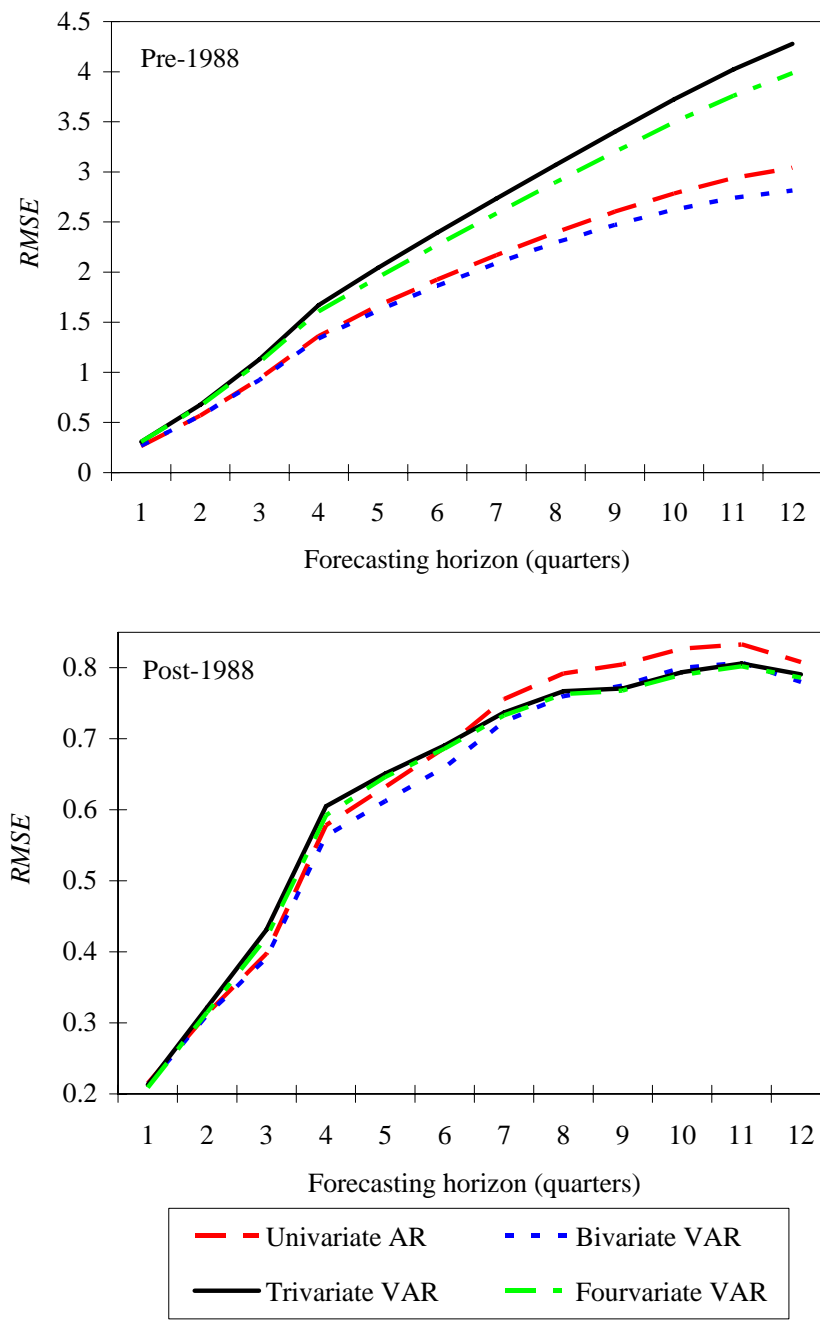 4.5
Pre-1988
4
3.5
3
2.5
RMSE
2
1.5
1
0.5
0
1 2 3 4 5 6 7 8 9 10 11 12
Forecasting horizon (quarters)
Post-1988
0.8
0.7
0.6
RMSE
0.5
0.4
0.3
0.2
1 2 3 4 5 6 7 8 9 10 11 12
Forecasting horizon (quarters)
Univariate AR Bivariate VAR
Trivariate VAR Fourvariate VAR